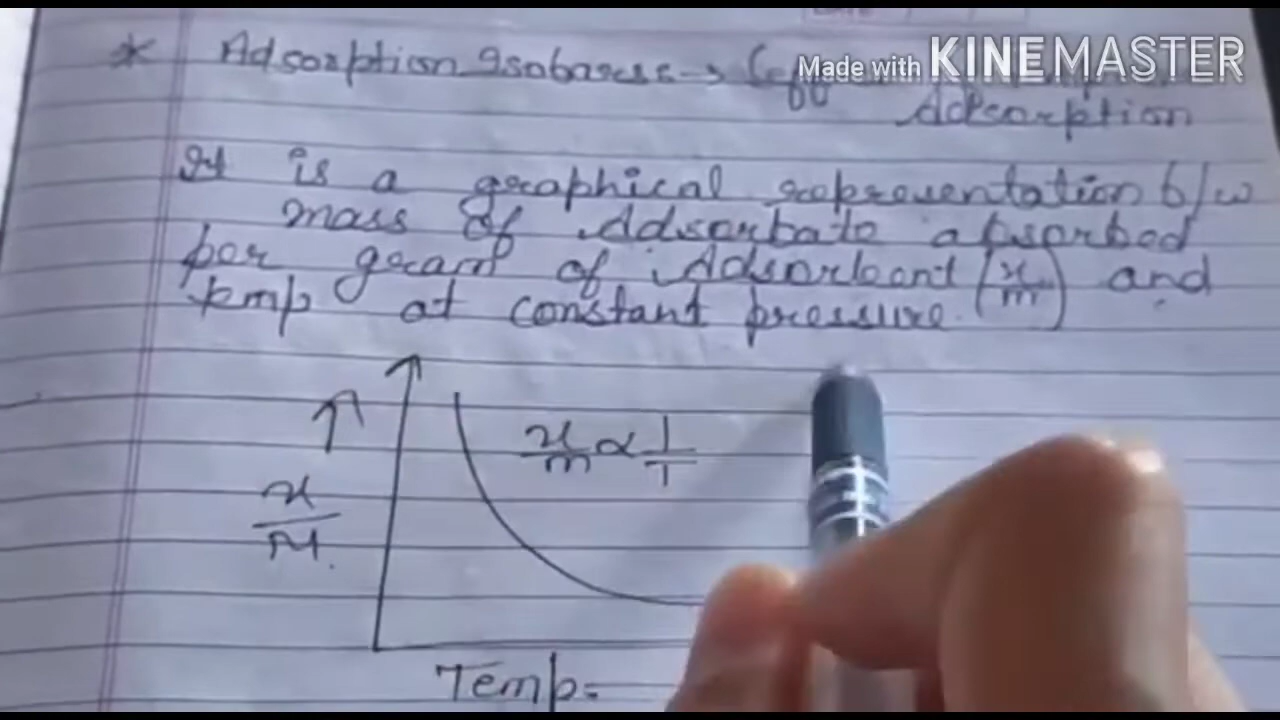 Made with KINEMASTER
* Adsorption Isobares →
Adsorption
It is a graphical representation b/w
mass of Adsorbate absorbed
per gram of Adsorbent (x/m) and
temp at constant pressure.
x/m ∝ 1/T
x/M
Temp